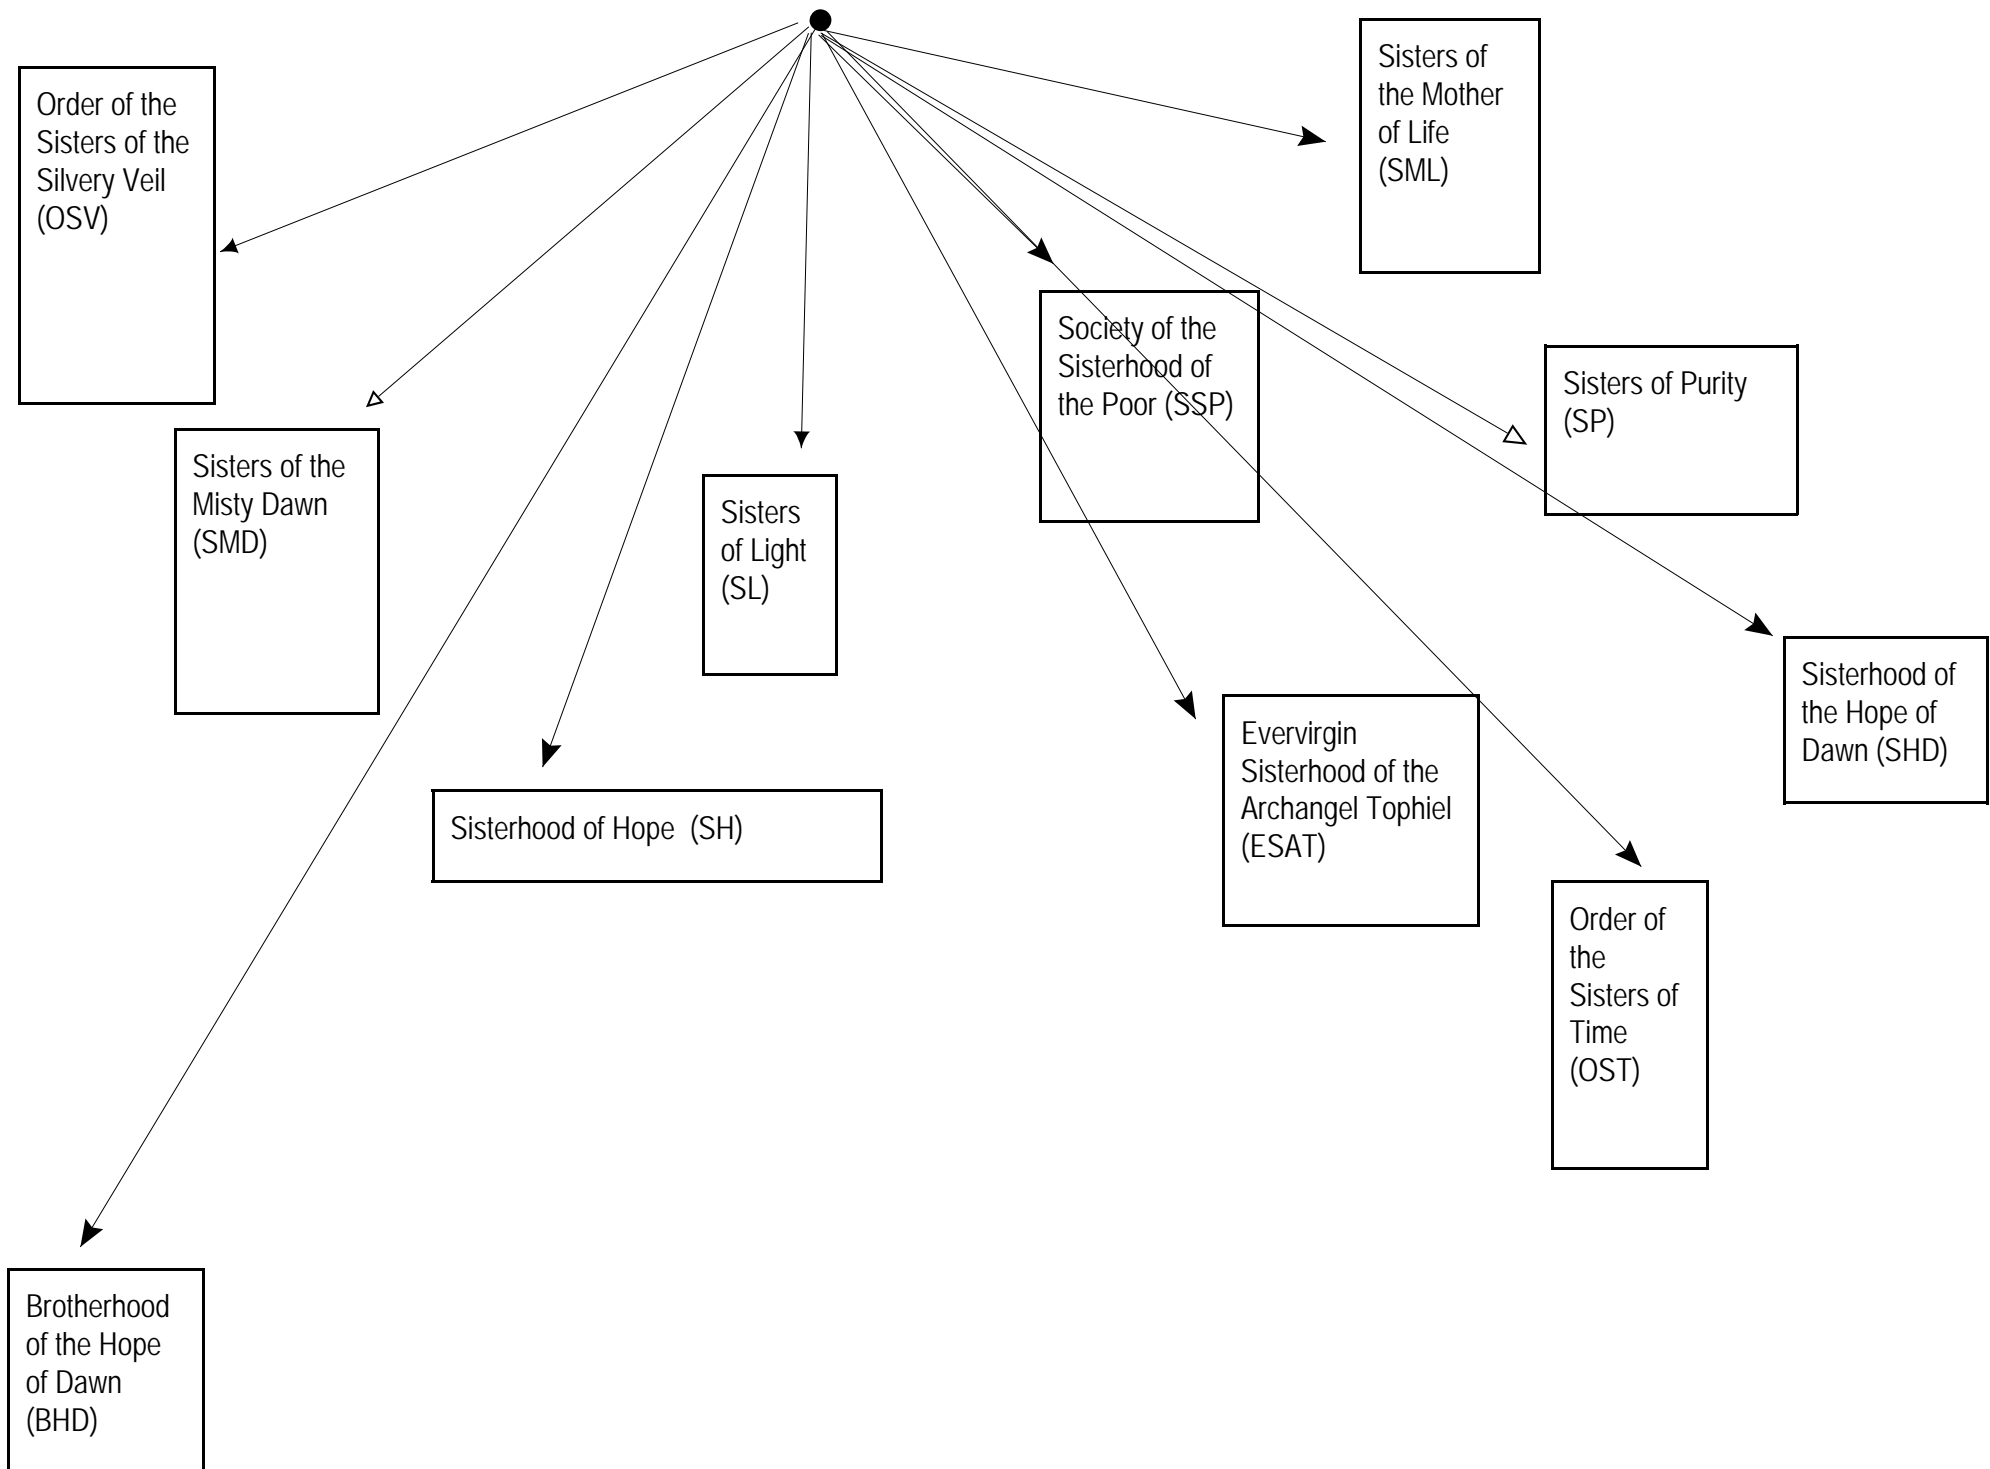 Order of the
Sisters of the
Silvery Veil
(OSV)
Sisters of
the Mother
of Life
(SML)
Society of the
Sisterhood of
the Poor (SSP)
Sisters of Purity
(SP)
Sisters of the
Misty Dawn
(SMD)
Sisters
of Light
(SL)
Sisterhood of
the Hope of
Dawn (SHD)
Evervirgin
Sisterhood of the
Archangel Tophiel
(ESAT)
Sisterhood of Hope (SH)
Order of
the
Sisters of
Time
(OST)
Brotherhood
of the Hope
of Dawn
(BHD)